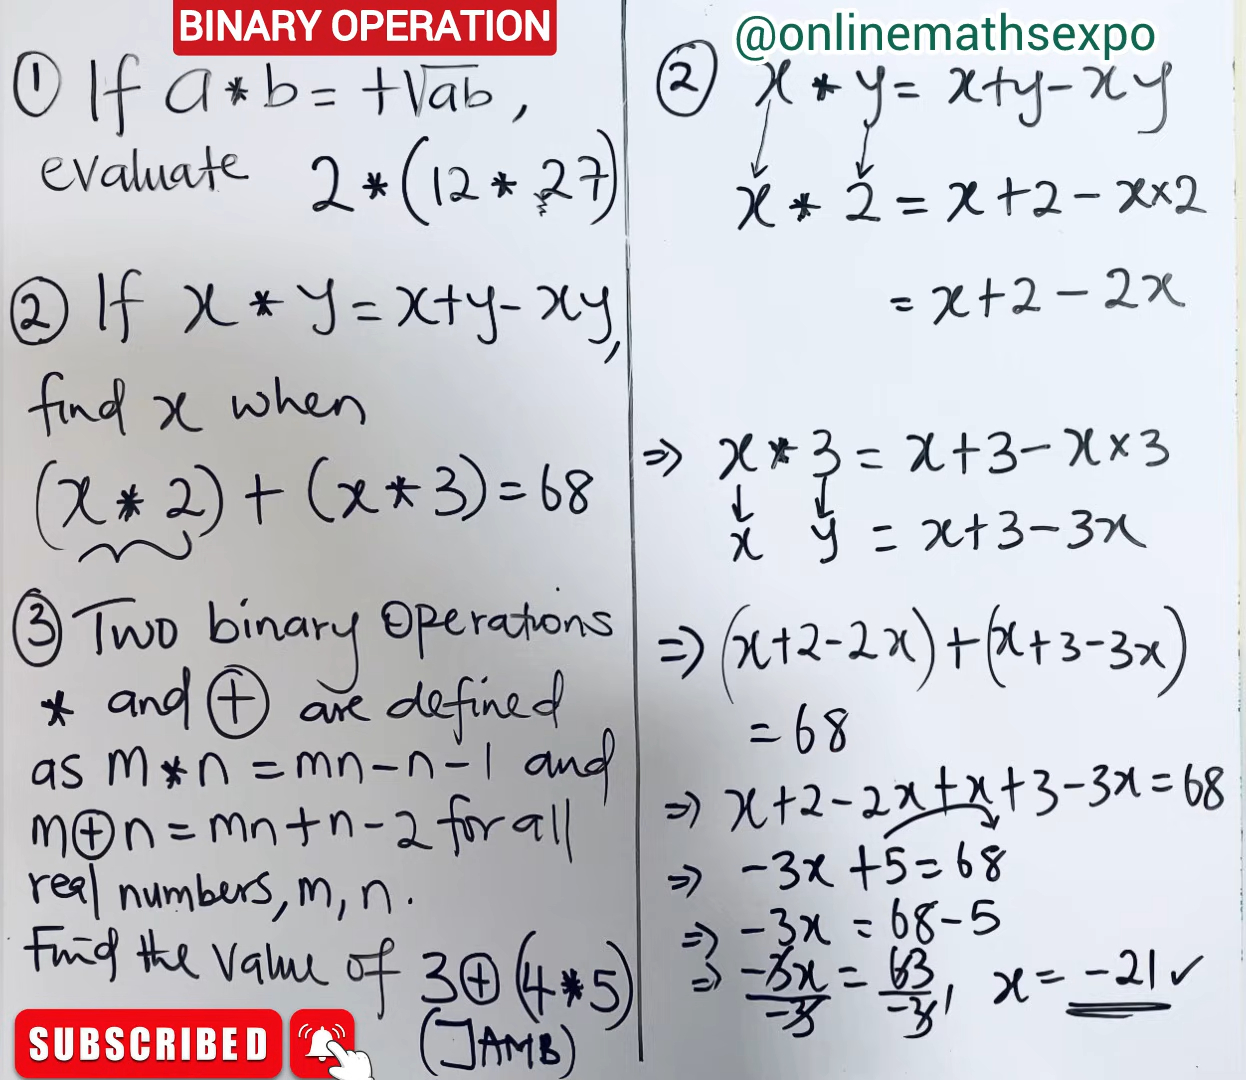 BINARY OPERATION
@onlinemathsexpo
① If a * b = +√ab ,
evaluate 2 * (12 * 27)
② If x * y = x+y-xy,
find x when
(x * 2) + (x * 3) = 68
③ Two binary Operations
* and ⊕ are defined
as m * n = mn-n-1 and
m⊕n = mn+n-2 for all
real numbers, m, n.
Find the value of 3⊕(4*5)
(JAMB)
SUBSCRIBED
② x * y = x+y-xy
x * 2 = x+2-x×2
= x+2-2x
⇒ x * 3 = x+3-x×3
x y = x+3-3x
⇒ (x+2-2x)+(x+3-3x)
= 68
⇒ x+2-2x+x+3-3x=68
⇒ -3x+5=68
⇒ -3x = 68-5
⇒ -3x/-3 = 63/-3, x = -21 ✓